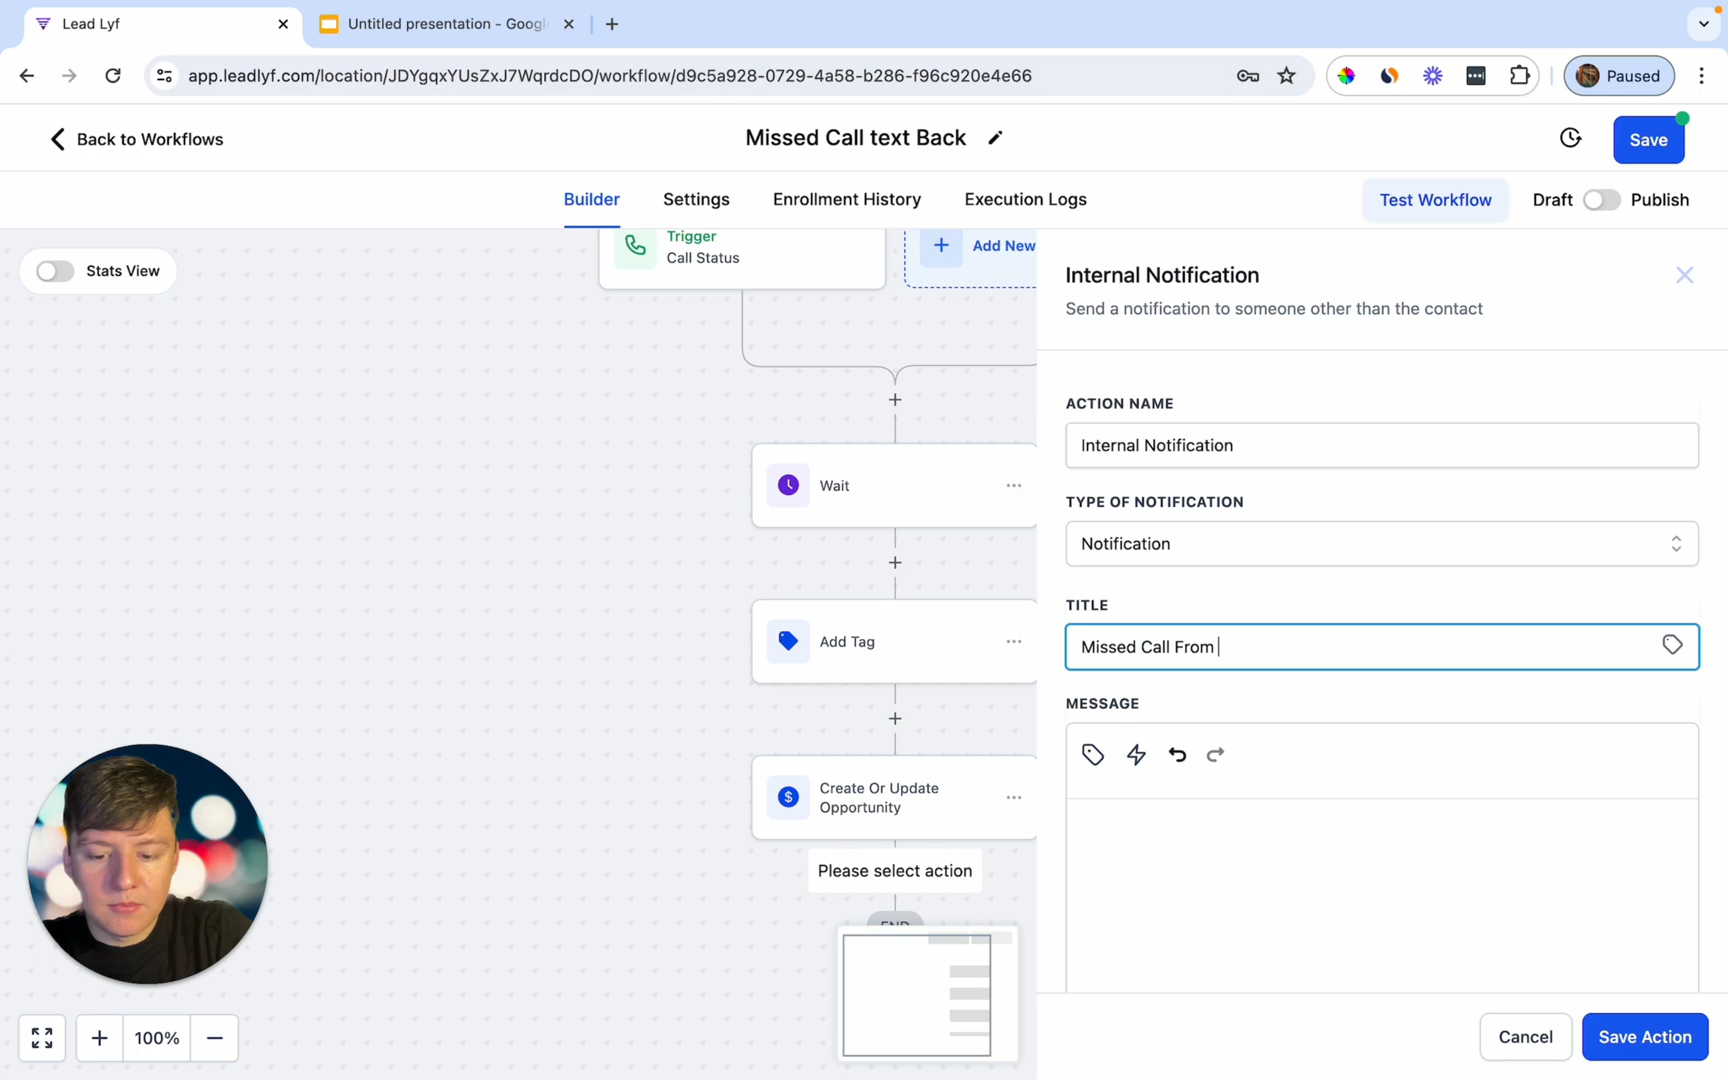 Lead Lyf
Untitled presentation - Googl
app.leadlyf.com/location/JDYgqxYUsZxJ7WqrdcDO/workflow/d9c5a928-0729-4a58-b286-f96c920e4e66
Paused
Back to Workflows
Missed Call text Back
Save
Builder
Settings
Enrollment History
Execution Logs
Test Workflow
Draft
Publish
Stats View
Trigger
Call Status
Add New
Wait
Add Tag
Create Or Update
Opportunity
Please select action
END
100%
Internal Notification
Send a notification to someone other than the contact
ACTION NAME
Internal Notification
TYPE OF NOTIFICATION
Notification
TITLE
Missed Call From
MESSAGE
Cancel
Save Action